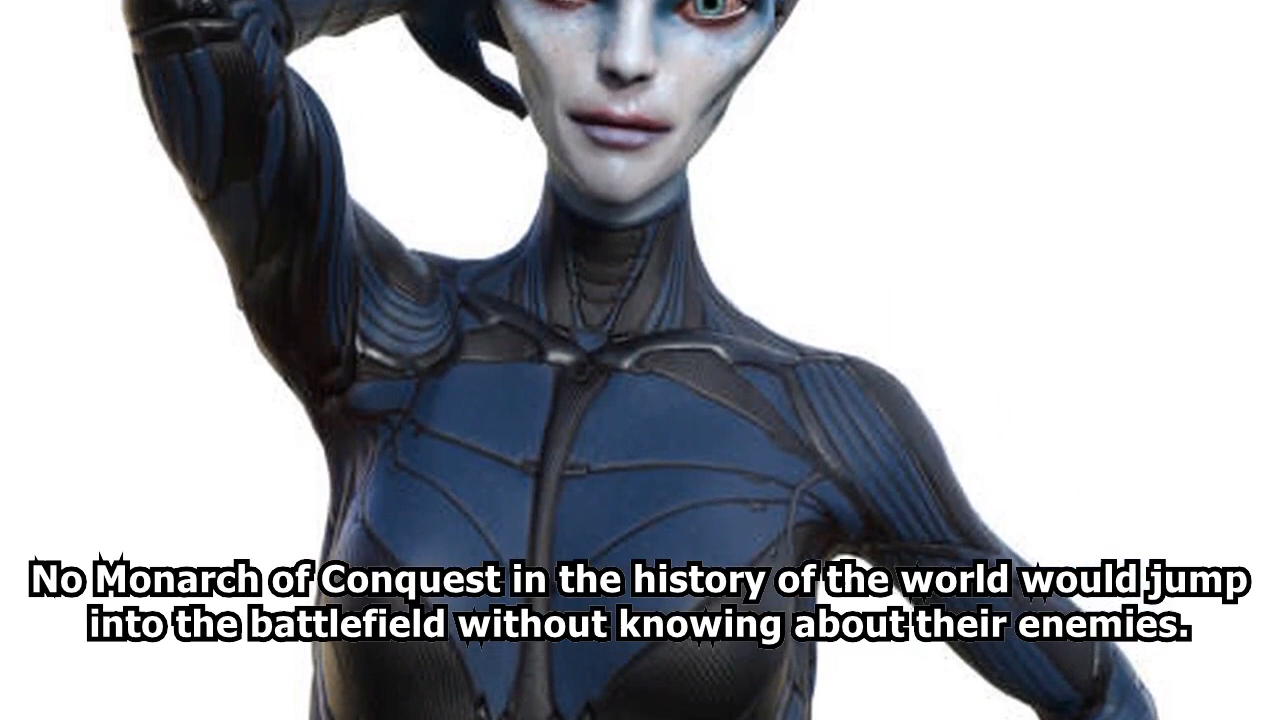 No Monarch of Conquest in the history of the world would jump
into the battlefield without knowing about their enemies.